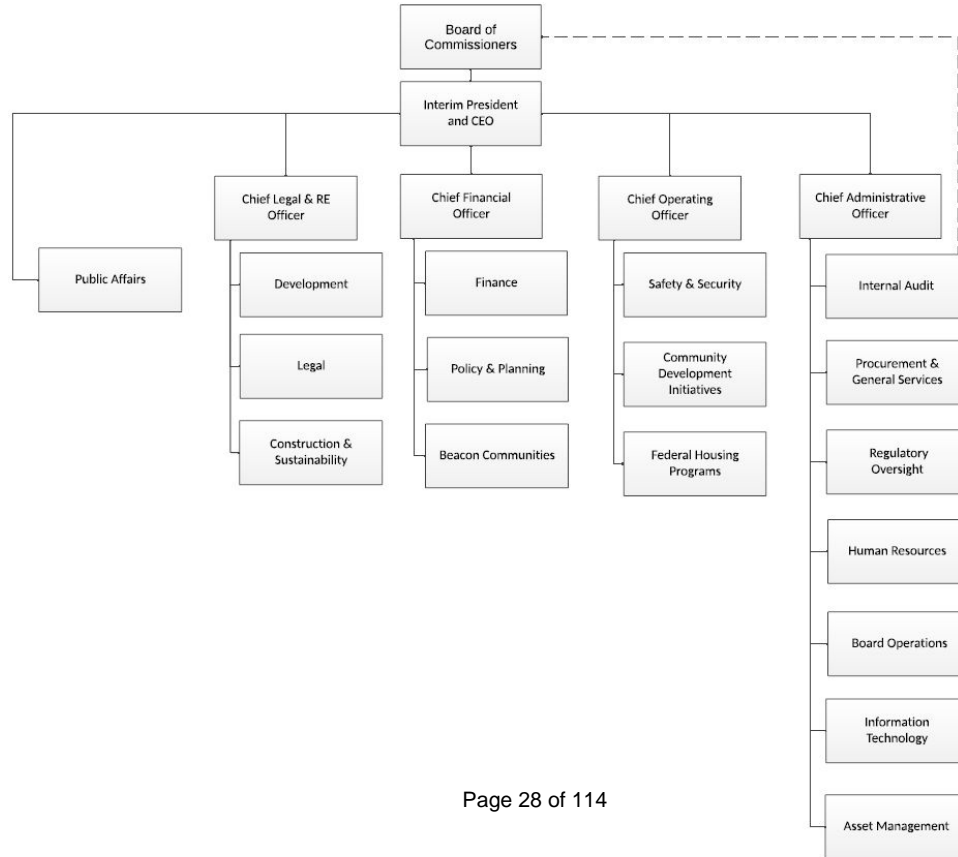 Board of
Commissioners
Interim President
and CEO
Chief Legal & RE
Officer
Chief Financial
Officer
Chief Operating
Officer
Chief Administrative
Officer
Public Affairs
Development
Legal
Construction &
Sustainability
Finance
Policy & Planning
Beacon Communities
Safety & Security
Community
Development
Initiatives
Federal Housing
Programs
Internal Audit
Procurement &
General Services
Regulatory
Oversight
Human Resources
Board Operations
Information
Technology
Asset Management
Page 28 of 114